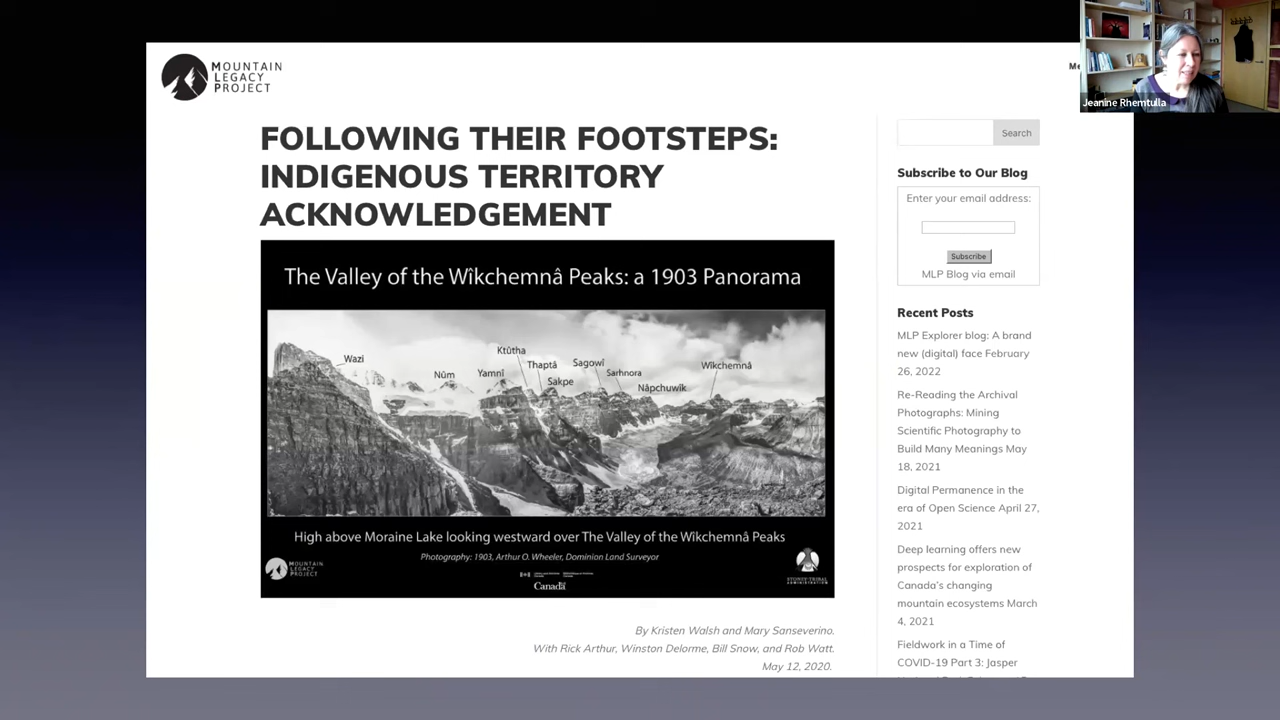 MOUNTAIN
LEGACY
PROJECT
Me
Jeanine Rhemtulla
FOLLOWING THEIR FOOTSTEPS:
INDIGENOUS TERRITORY
ACKNOWLEDGEMENT
The Valley of the Wîkchemnâ Peaks: a 1903 Panorama
Wazi
Nûm
Yamnî
Ktûtha
Thaptâ
Sakpe
Sagowî
Sarhnora
Nâpchuwîk
Wîkchemnâ
High above Moraine Lake looking westward over The Valley of the Wîkchemnâ Peaks
Photography: 1903, Arthur O. Wheeler, Dominion Land Surveyor
MOUNTAIN
LEGACY
PROJECT
Canada
STONEY TRIBAL
ADMINISTRATION
By Kristen Walsh and Mary Sanseverino.
With Rick Arthur, Winston Delorme, Bill Snow, and Rob Watt.
May 12, 2020.
Search
Subscribe to Our Blog
Enter your email address:
Subscribe
MLP Blog via email
Recent Posts
MLP Explorer blog: A brand
new (digital) face February
26, 2022
Re-Reading the Archival
Photographs: Mining
Scientific Photography to
Build Many Meanings May
18, 2021
Digital Permanence in the
era of Open Science April 27,
2021
Deep learning offers new
prospects for exploration of
Canada's changing
mountain ecosystems March
4, 2021
Fieldwork in a Time of
COVID-19 Part 3: Jasper